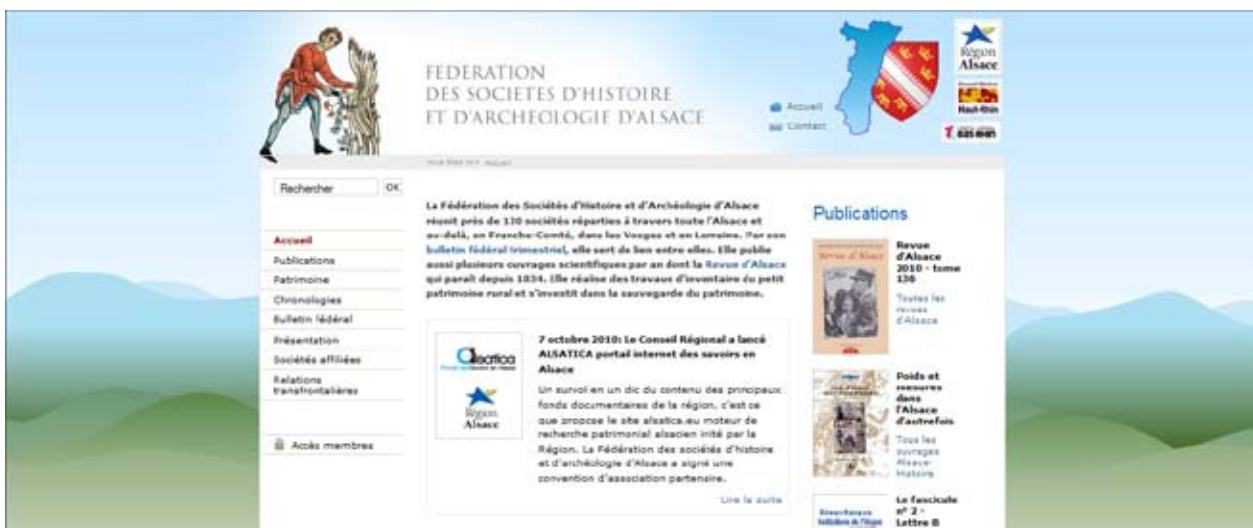 FEDERATION
DES SOCIETES D'HISTOIRE
ET D'ARCHEOLOGIE D'ALSACE
Accueil
Contact
Région
Alsace
Haut-Rhin
BAS RHIN
VOUS ÊTES ICI > ACCUEIL
Rechercher OK
Accueil
Publications
Patrimoine
Chronologies
Bulletin fédéral
Présentation
Sociétés affiliées
Relations
transfrontalières
Accès membres
La Fédération des Sociétés d'Histoire et d'Archéologie d'Alsace
réunit près de 120 sociétés réparties à travers toute l'Alsace et
au-delà, en Franche-Comté, dans les Vosges et en Lorraine. Par son
bulletin fédéral trimestriel, elle sert de lien entre elles. Elle publie
aussi plusieurs ouvrages scientifiques par an dont la Revue d'Alsace
qui paraît depuis 1834. Elle réalise des travaux d'inventaire du petit
patrimoine rural et s'investit dans la sauvegarde du patrimoine.
alsatica
Région
Alsace
7 octobre 2010: Le Conseil Régional a lancé
ALSATICA portail internet des savoirs en
Alsace
Un survol en un clic du contenu des principaux
fonds documentaires de la région, c'est ce
que propose le site alsatica.eu moteur de
recherche patrimonial alsacien initié par la
Région. La Fédération des sociétés d'histoire
et d'archéologie d'Alsace a signé une
convention d'association partenaire.
Lire la suite
Publications
Revue d'Alsace
Revue
d'Alsace
2010 - tome
136
Toutes les
revues
d'Alsace
Poids et
mesures
dans
l'Alsace
d'autrefois
Tous les
ouvrages
Alsace-
Histoire
Le fascicule
n° 2 -
Lettre B